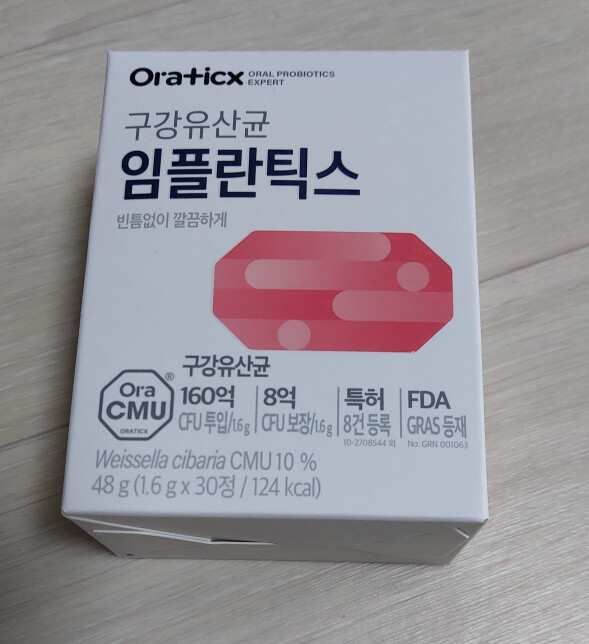 Oraticx ORAL PROBIOTICS EXPERT
구강유산균
임플란틱스
빈틈없이 깔끔하게
Ora CMU ® ORATICX
구강유산균
160억 CFU 투입/1.6 g
8억 CFU 보장/1.6 g
특허 8건 등록 10-2708544 외
FDA GRAS 등재 No. GRN 001063
Weissella cibaria CMU 10 %
48 g (1.6 g x 30정 / 124 kcal)